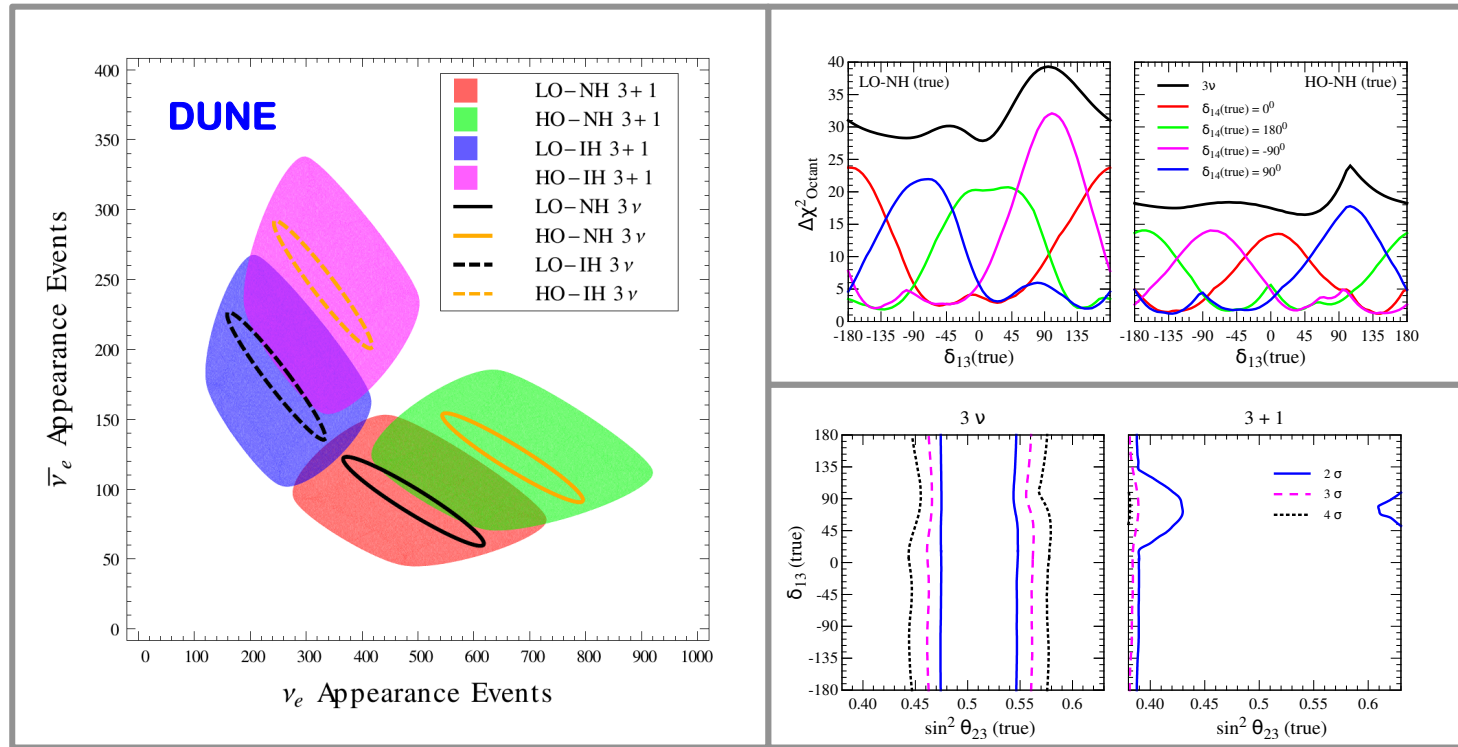 DUNE
LO−NH 3+1
HO−NH 3+1
LO−IH 3+1
HO−IH 3+1
LO−NH 3ν
HO−NH 3ν
LO−IH 3ν
HO−IH 3ν
400
350
300
250
200
150
100
50
0
0 100 200 300 400 500 600 700 800 900 1000
ν̅e Appearance Events
νe Appearance Events
LO-NH (true)
40
35
30
25
20
15
10
5
0
Δχ²Octant
-180 -135 -90 -45 0 45 90 135
δ13(true)
HO-NH (true)
3ν
δ14(true) = 0⁰
δ14(true) = 180⁰
δ14(true) = -90⁰
δ14(true) = 90⁰
-180 -135 -90 -45 0 45 90 135 180
δ13(true)
3 ν
180
135
90
45
0
-45
-90
-135
-180
δ13 (true)
0.40 0.45 0.5 0.55 0.6
sin² θ23 (true)
3 + 1
2 σ
3 σ
4 σ
0.40 0.45 0.5 0.55 0.6
sin² θ23 (true)